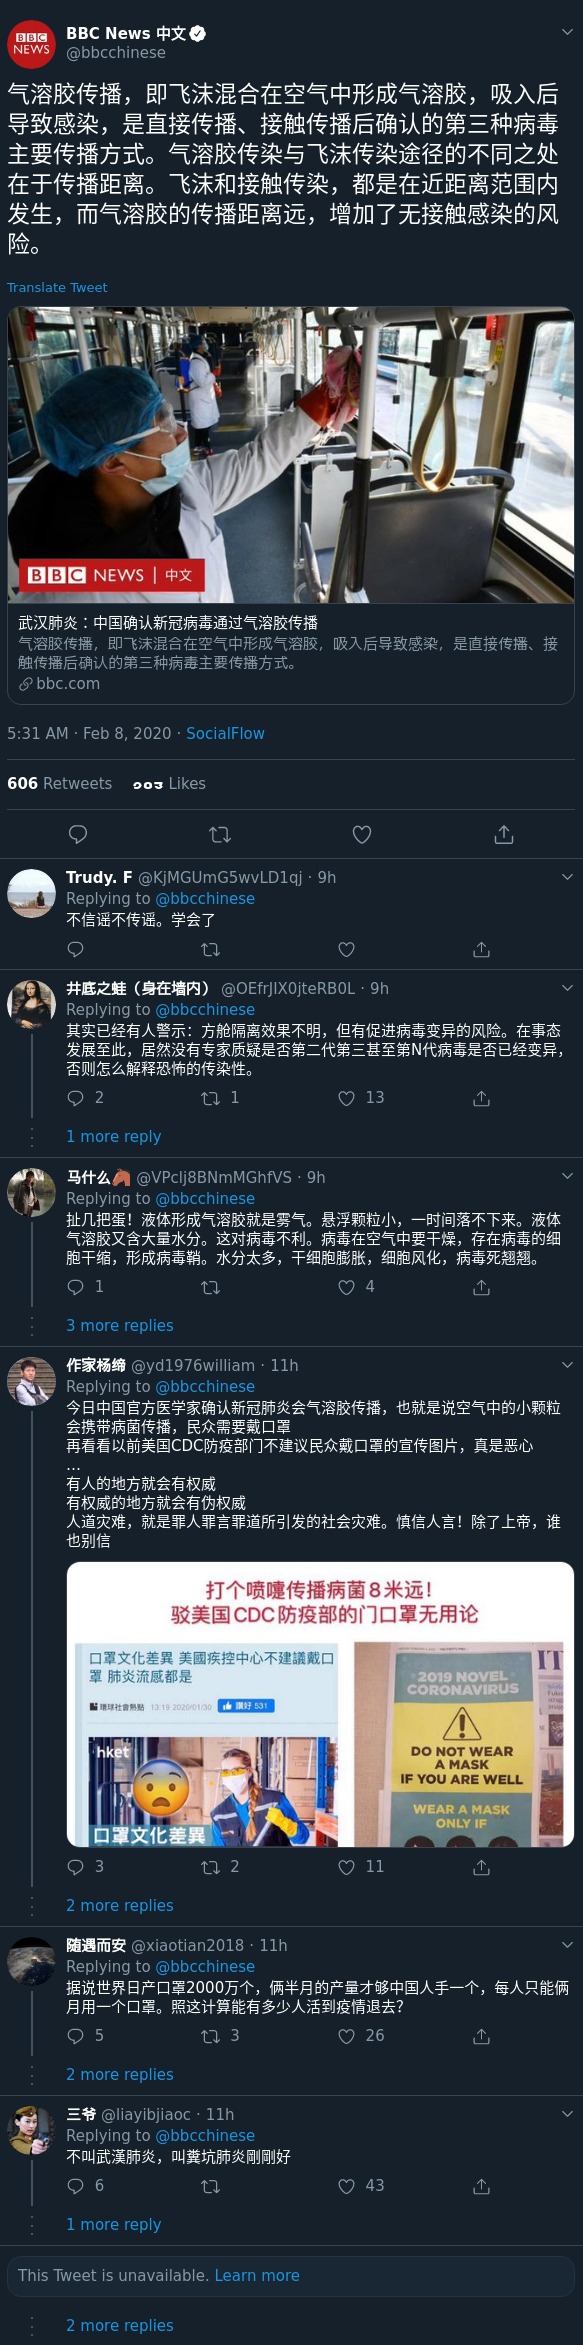 BBC NEWS
BBC News 中文
@bbcchinese
气溶胶传播，即飞沫混合在空气中形成气溶胶，吸入后
导致感染，是直接传播、接触传播后确认的第三种病毒
主要传播方式。气溶胶传染与飞沫传染途径的不同之处
在于传播距离。飞沫和接触传染，都是在近距离范围内
发生，而气溶胶的传播距离远，增加了无接触感染的风
险。
Translate Tweet
BBC NEWS | 中文
武汉肺炎：中国确认新冠病毒通过气溶胶传播
气溶胶传播，即飞沫混合在空气中形成气溶胶，吸入后导致感染，是直接传播、接
触传播后确认的第三种病毒主要传播方式。
bbc.com
5:31 AM · Feb 8, 2020 · SocialFlow
606 Retweets Likes
Trudy. F @KjMGUmG5wvLD1qj · 9h
Replying to @bbcchinese
不信谣不传谣。学会了
井底之蛙（身在墙内） @OEfrJIX0jteRB0L · 9h
Replying to @bbcchinese
其实已经有人警示：方舱隔离效果不明，但有促进病毒变异的风险。在事态
发展至此，居然没有专家质疑是否第二代第三甚至第N代病毒是否已经变异，
否则怎么解释恐怖的传染性。
2 1 13
1 more reply
马什么🐴 @VPclj8BNmMGhfVS · 9h
Replying to @bbcchinese
扯几把蛋！液体形成气溶胶就是雾气。悬浮颗粒小，一时间落不下来。液体
气溶胶又含大量水分。这对病毒不利。病毒在空气中要干燥，存在病毒的细
胞干缩，形成病毒鞘。水分太多，干细胞膨胀，细胞风化，病毒死翘翘。
1 4
3 more replies
作家杨缔 @yd1976william · 11h
Replying to @bbcchinese
今日中国官方医学家确认新冠肺炎会气溶胶传播，也就是说空气中的小颗粒
会携带病菌传播，民众需要戴口罩
再看看以前美国CDC防疫部门不建议民众戴口罩的宣传图片，真是恶心
...
有人的地方就会有权威
有权威的地方就会有伪权威
人道灾难，就是罪人罪言罪道所引发的社会灾难。慎信人言！除了上帝，谁
也别信
打个喷嚏传播病菌8米远！
驳美国CDC防疫部的门口罩无用论
口罩文化差異 美國疾控中心不建議戴口
罩 肺炎流感都是
環球社會熱點 13:19 2020/01/30 讚好 531
hket
口罩文化差異
2019 NOVEL
CORONAVIRUS
DO NOT WEAR
A MASK
IF YOU ARE WELL
WEAR A MASK
ONLY IF
IT
3 2 11
2 more replies
随遇而安 @xiaotian2018 · 11h
Replying to @bbcchinese
据说世界日产口罩2000万个，俩半月的产量才够中国人手一个，每人只能俩
月用一个口罩。照这计算能有多少人活到疫情退去？
5 3 26
2 more replies
三爷 @liayibjiaoc · 11h
Replying to @bbcchinese
不叫武漢肺炎，叫糞坑肺炎剛剛好
6 43
1 more reply
This Tweet is unavailable. Learn more
2 more replies